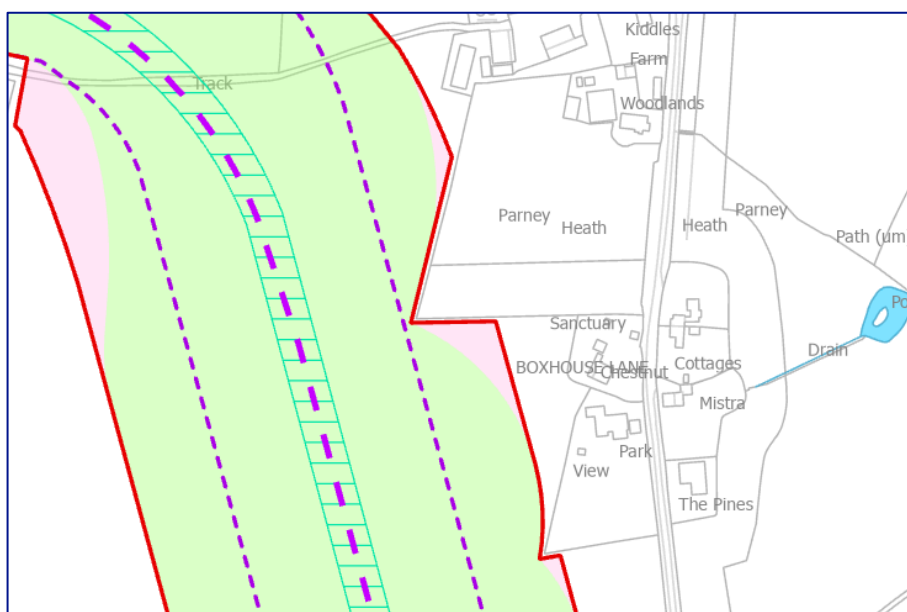 Kiddles
Farm
Track
Woodlands
Parney
Heath
Heath
Parney
Path (um
Po
Sanctuary
BOXHOUSE LANE
Chestnut
Cottages
Drain
Mistra
View
Park
The Pines